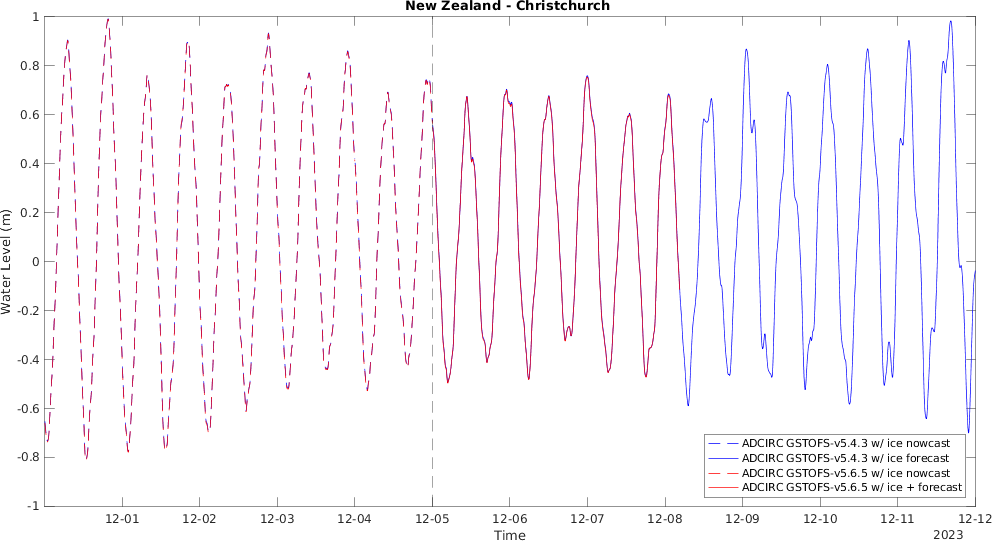 New Zealand - Christchurch
1
0.8
0.6
0.4
0.2
0
-0.2
-0.4
-0.6
-0.8
-1
Water Level (m)
ADCIRC GSTOFS-v5.4.3 w/ ice nowcast
ADCIRC GSTOFS-v5.4.3 w/ ice forecast
ADCIRC GSTOFS-v5.6.5 w/ ice nowcast
ADCIRC GSTOFS-v5.6.5 w/ ice + forecast
12-01 12-02 12-03 12-04 12-05 12-06 12-07 12-08 12-09 12-10 12-11 12-12
Time
2023